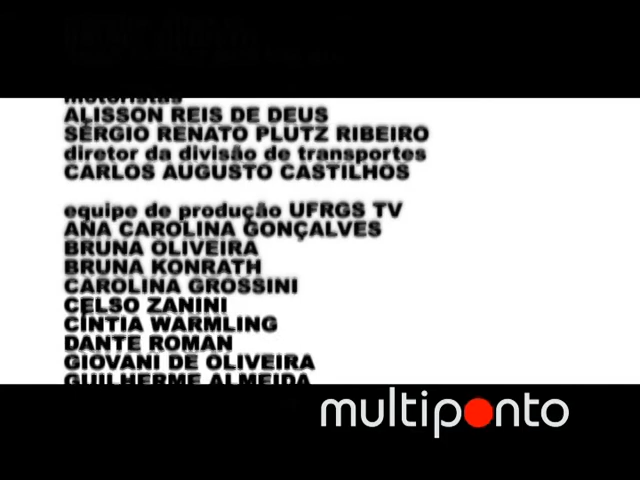 motoristas
ALISSON REIS DE DEUS
SÉRGIO RENATO PLUTZ RIBEIRO
diretor da divisão de transportes
CARLOS AUGUSTO CASTILHOS
equipe de produção UFRGS TV
ANA CAROLINA GONÇALVES
BRUNA OLIVEIRA
BRUNA KONRATH
CAROLINA GROSSINI
CELSO ZANINI
CÍNTIA WARMLING
DANTE ROMAN
GIOVANI DE OLIVEIRA
GUILHERME ALMEIDA
multiponto